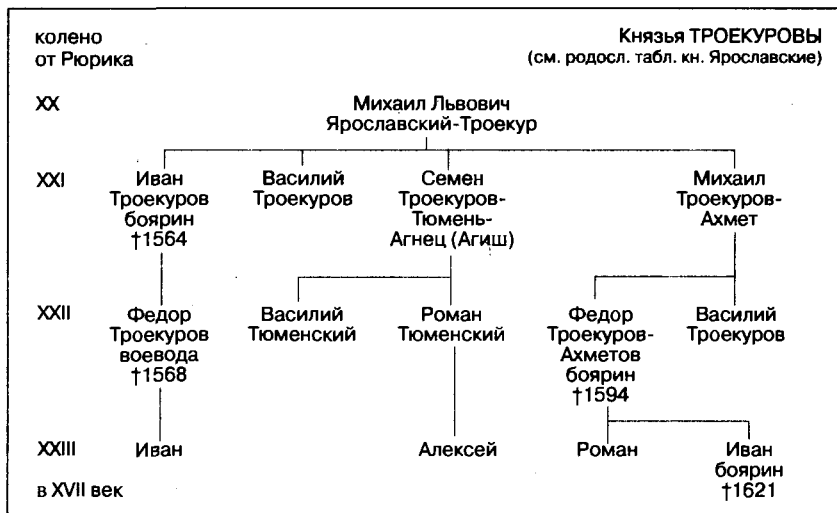 колено
от Рюрика
Князья ТРОЕКУРОВЫ
(см. родосл. табл. кн. Ярославские)
XX
Михаил Львович
Ярославский-Троекур
XXI
Иван
Троекуров
боярин
†1564
Василий
Троекуров
Семен
Троекуров-
Тюмень-
Агнец (Агиш)
Михаил
Троекуров-
Ахмет
XXII
Федор
Троекуров
воевода
†1568
Василий
Тюменский
Роман
Тюменский
Федор
Троекуров-
Ахметов
боярин
†1594
Василий
Троекуров
XXIII
Иван
Алексей
Роман
Иван
боярин
†1621
в XVII век